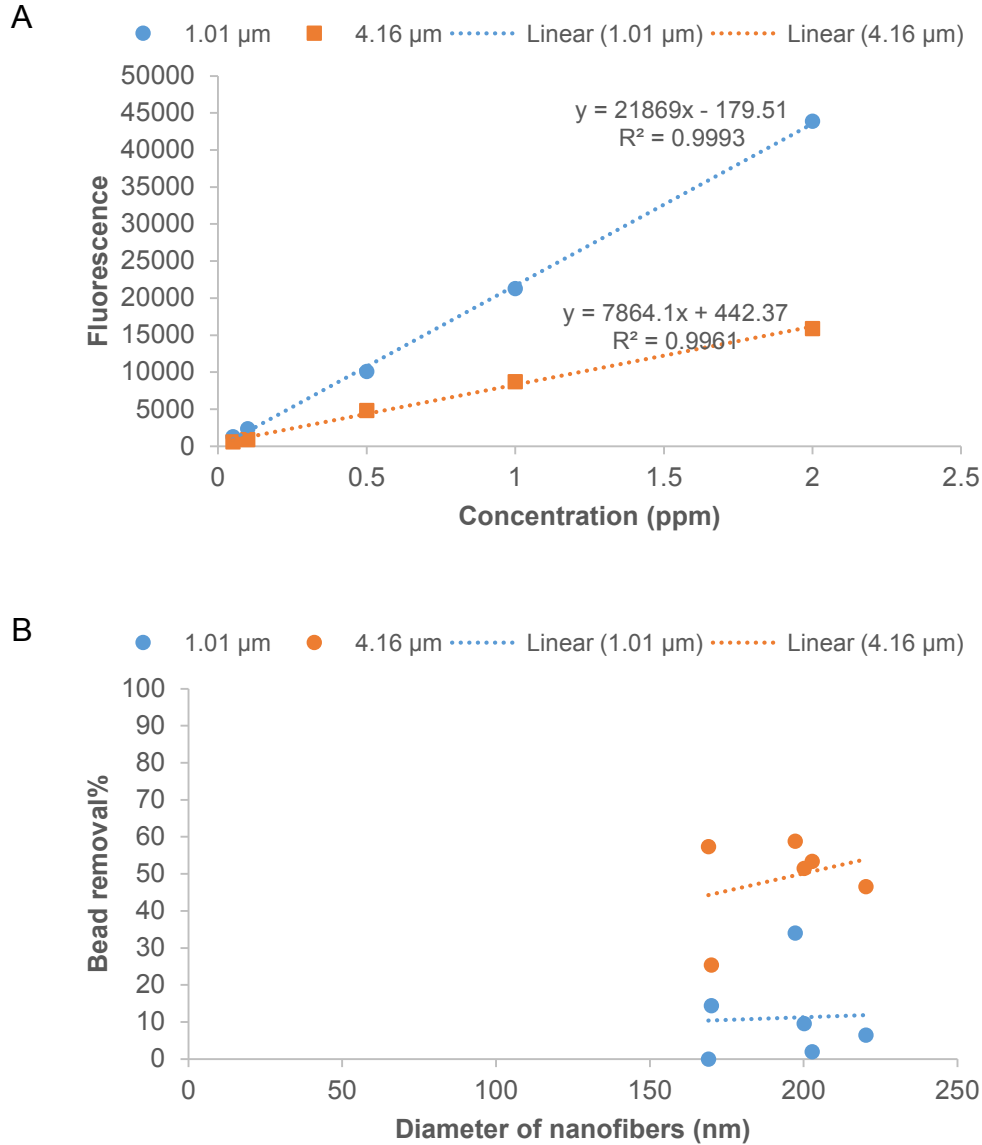 A
1.01 µm 4.16 µm Linear (1.01 µm) Linear (4.16 µm)
50000
45000
40000
35000
30000
25000
20000
15000
10000
5000
0
y = 21869x - 179.51
R² = 0.9993
y = 7864.1x + 442.37
R² = 0.9961
Fluorescence
0 0.5 1 1.5 2 2.5
Concentration (ppm)
B
1.01 µm 4.16 µm Linear (1.01 µm) Linear (4.16 µm)
100
90
80
70
60
50
40
30
20
10
0
Bead removal%
0 50 100 150 200 250
Diameter of nanofibers (nm)